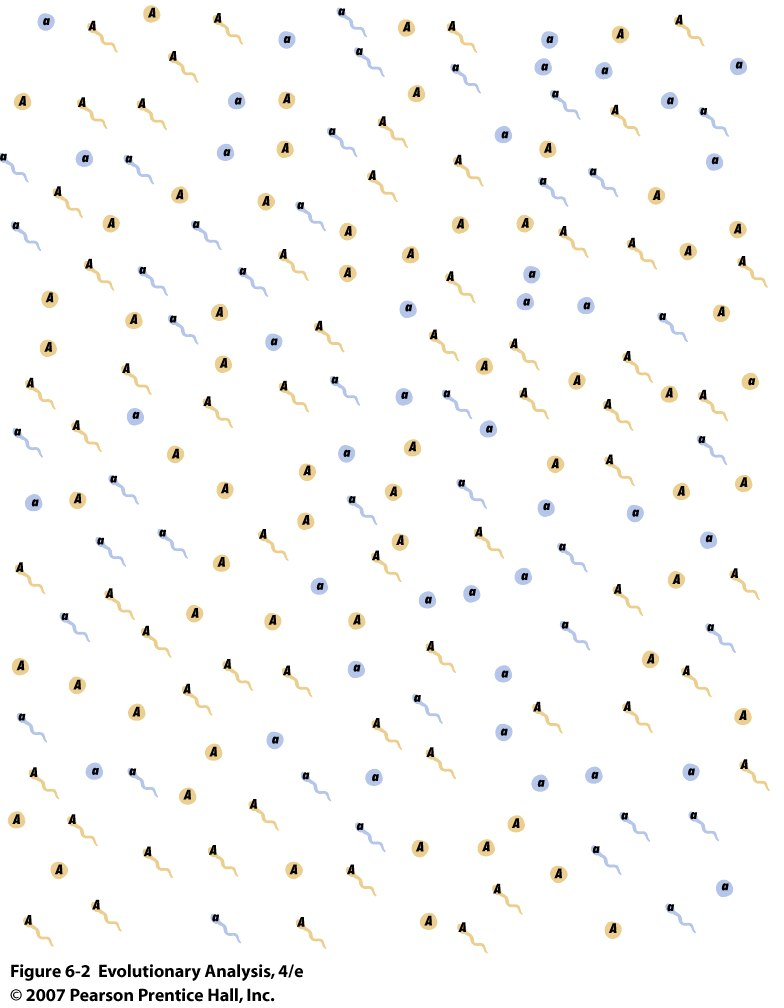 a A A A a a A A a A A
A a a a a a
A A A a A A A a A a a
a a a a A a A a A a
A A A a A a a A
a A a A A A A A A A
A a a A A A A a A
A A a A a a a a A
A A A a A A A A A
A A A a a a A A A A A a
a A a A a A a a
a A a A A a A a A A A A
a a A A A A a a a a
A A A a A a a a A A A
a A A A A A a a
A A A A A a a A A
a A A a a A A A
A a a A a a a A a a a A
A A A A a A a a
A A A A A A A A A a a
A A a A A A A a
Figure 6-2 Evolutionary Analysis, 4/e
© 2007 Pearson Prentice Hall, Inc.